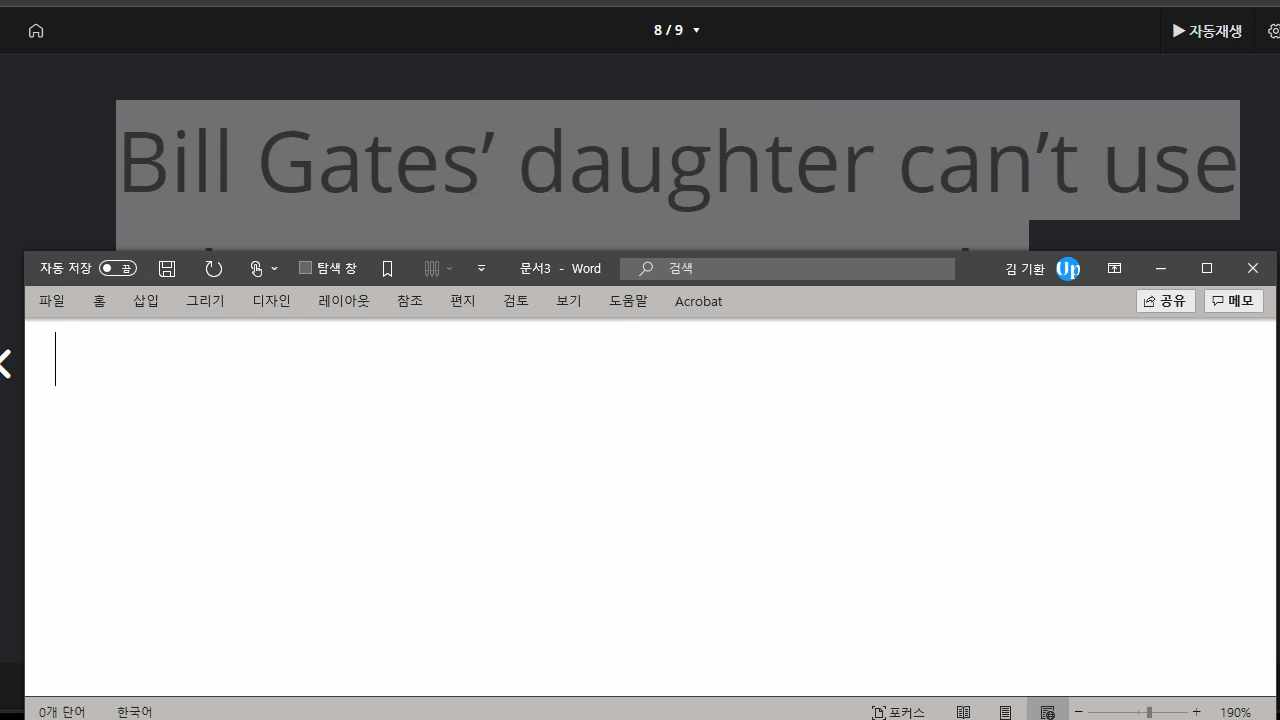 8 / 9
자동재생
Bill Gates’ daughter can’t use
자동 저장 끔
탐색 창
문서3 - Word
검색
김 기환
Up
파일 홈 삽입 그리기 디자인 레이아웃 참조 편지 검토 보기 도움말 Acrobat
공유 메모
0개 단어 한국어
포커스
190%